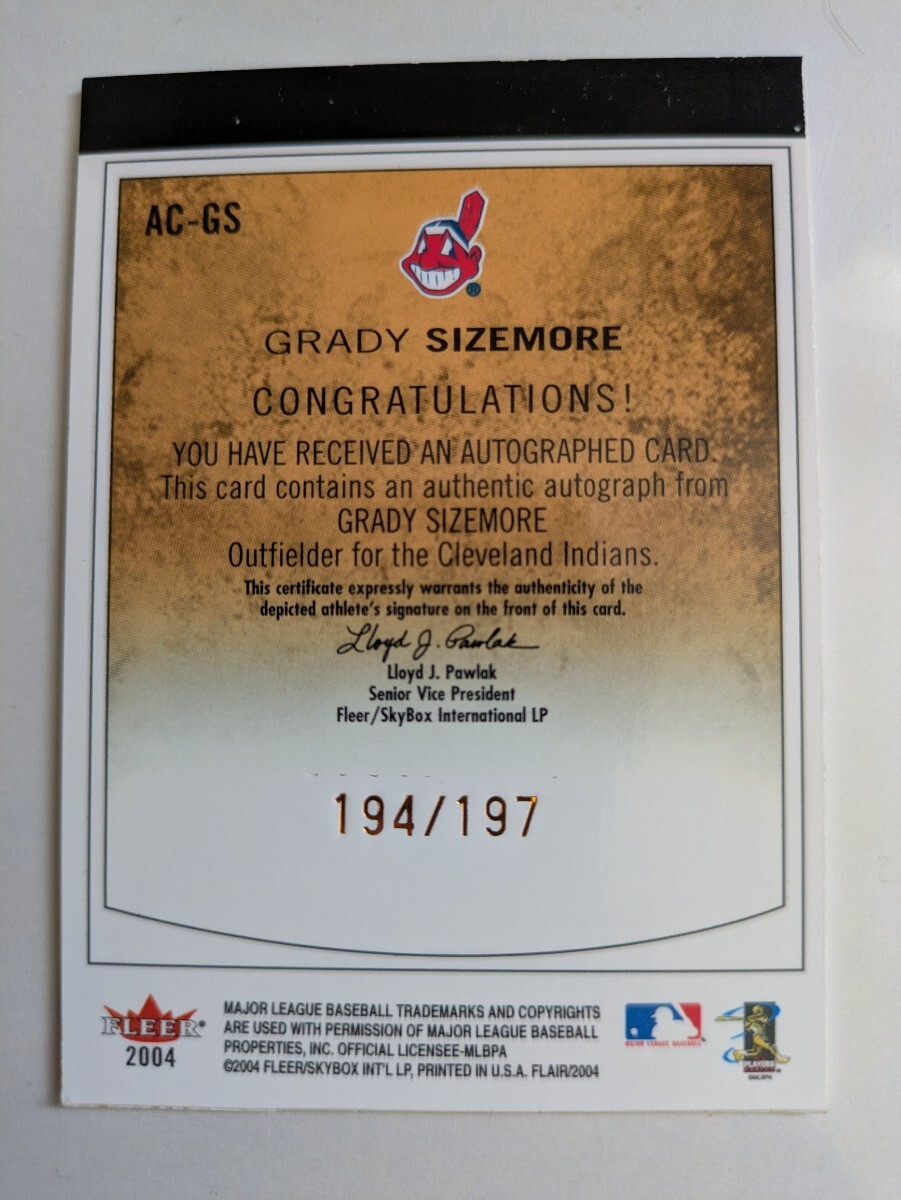 AC-GS
GRADY SIZEMORE
CONGRATULATIONS!
YOU HAVE RECEIVED AN AUTOGRAPHED CARD.
This card contains an authentic autograph from
GRADY SIZEMORE
Outfielder for the Cleveland Indians.
This certificate expressly warrants the authenticity of the
depicted athlete's signature on the front of this card.
Lloyd J. Pawlak
Lloyd J. Pawlak
Senior Vice President
Fleer/SkyBox International LP
194/197
FLEER®
2004
MAJOR LEAGUE BASEBALL TRADEMARKS AND COPYRIGHTS
ARE USED WITH PERMISSION OF MAJOR LEAGUE BASEBALL
PROPERTIES, INC. OFFICIAL LICENSEE-MLBPA
©2004 FLEER/SKYBOX INT'L LP, PRINTED IN U.S.A. FLAIR/2004
MAJOR LEAGUE BASEBALL
PLAYERS